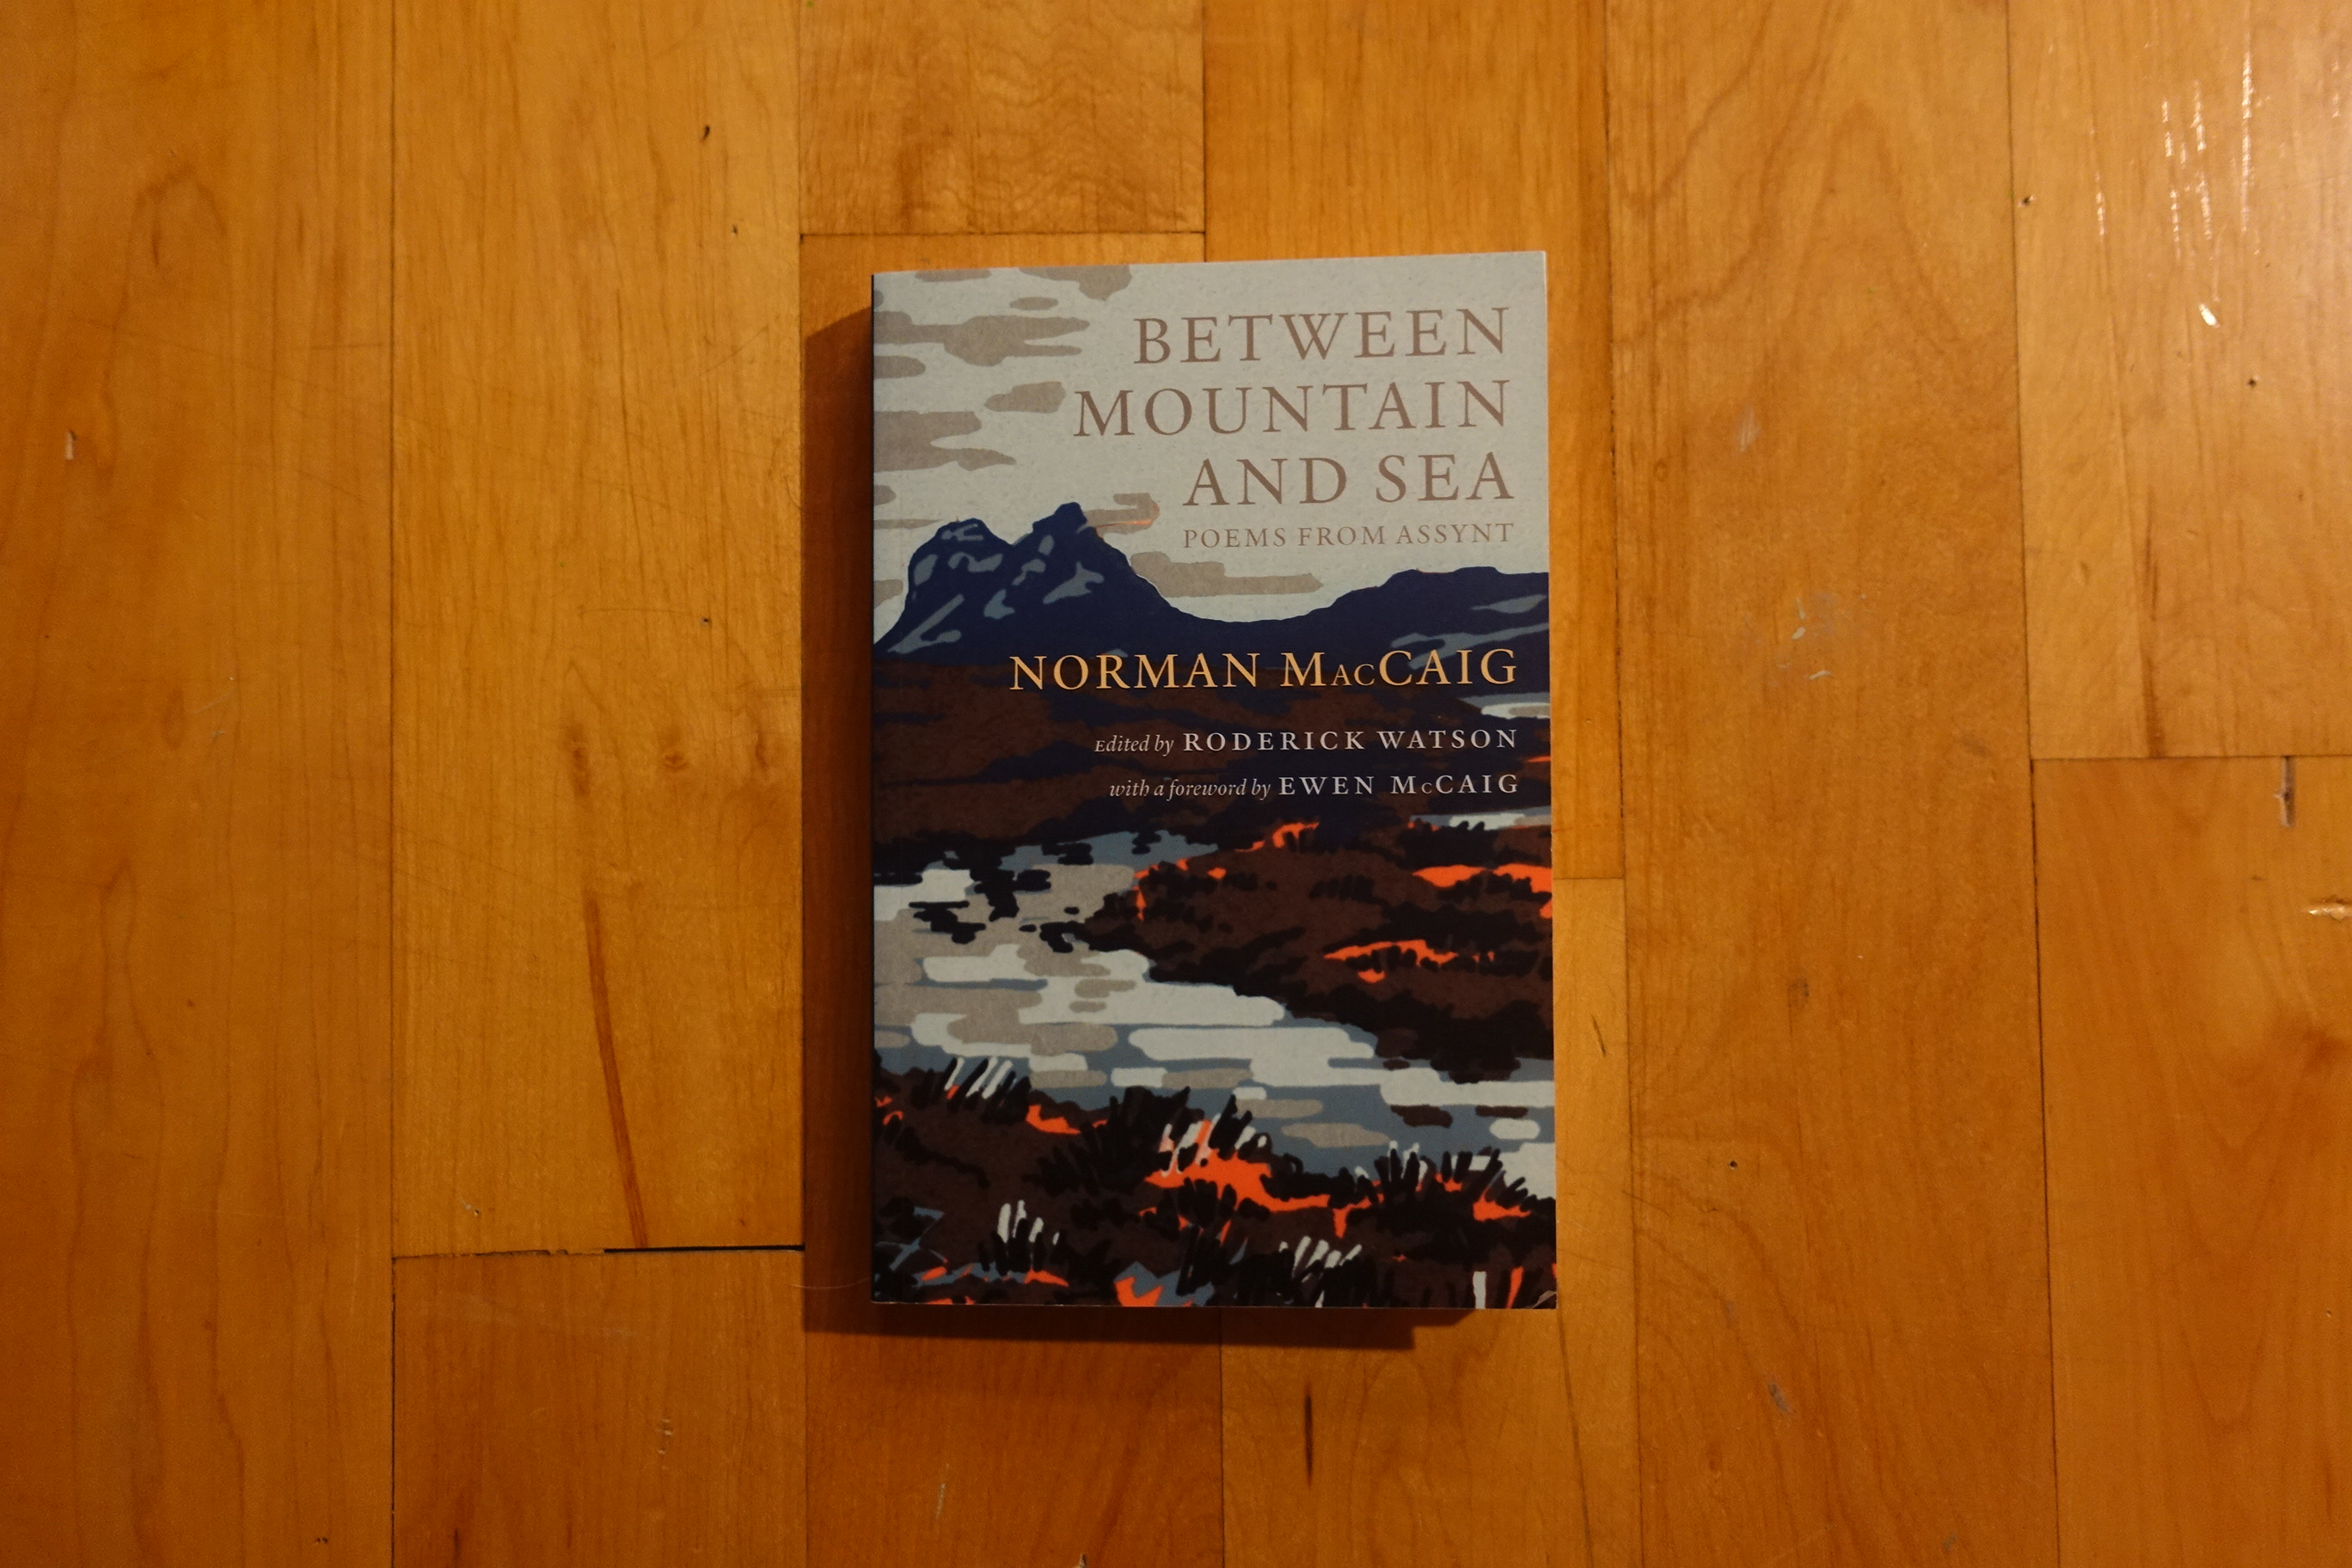 BETWEEN
MOUNTAIN
AND SEA
POEMS FROM ASSYNT
NORMAN MacCAIG
Edited by RODERICK WATSON
with a foreword by EWEN McCAIG